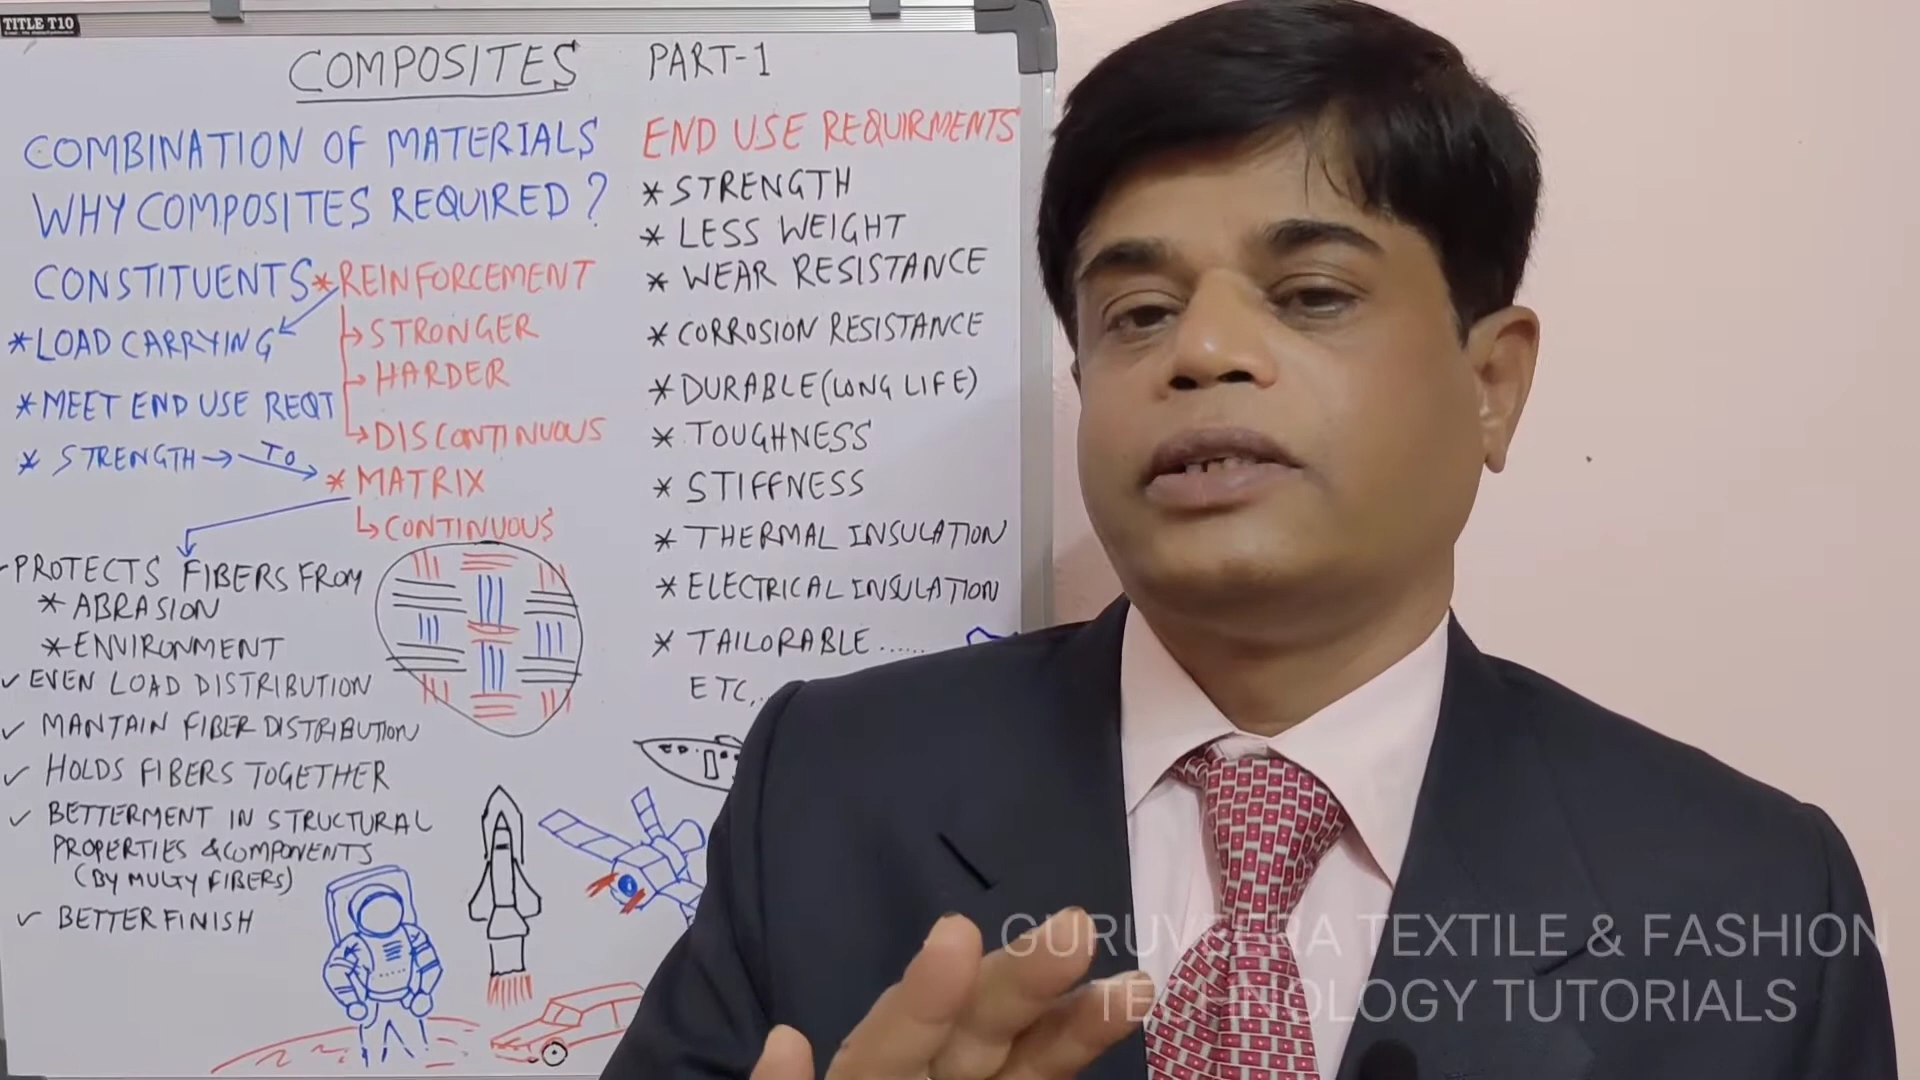 TITLE T10
COMPOSITES PART-1
COMBINATION OF MATERIALS
WHY COMPOSITES REQUIRED?
CONSTITUENTS * REINFORCEMENT
→ STRONGER
* LOAD CARRYING
→ HARDER
* MEET END USE REQT
→ DISCONTINUOUS
* STRENGTH → TO
* MATRIX
↳ CONTINUOUS
PROTECTS FIBERS FROM
* ABRASION
* ENVIRONMENT
✓ EVEN LOAD DISTRIBUTION
✓ MANTAIN FIBER DISTRIBUTION
✓ HOLDS FIBERS TOGETHER
✓ BETTERMENT IN STRUCTURAL
PROPERTIES & COMPONENTS
(BY MULTY FIBERS)
✓ BETTER FINISH
END USE REQUIRMENTS
* STRENGTH
* LESS WEIGHT
* WEAR RESISTANCE
* CORROSION RESISTANCE
* DURABLE (LONG LIFE)
* TOUGHNESS
* STIFFNESS
* THERMAL INSULATION
* ELECTRICAL INSULATION
* TAILORABLE ......
ETC,..
GURUVEERA TEXTILE & FASHION
TECHNOLOGY TUTORIALS